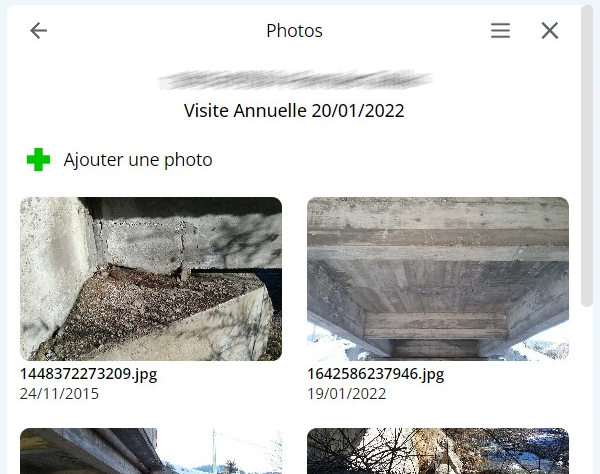 Photos
Visite Annuelle 20/01/2022
Ajouter une photo
1448372273209.jpg
24/11/2015
1642586237946.jpg
19/01/2022